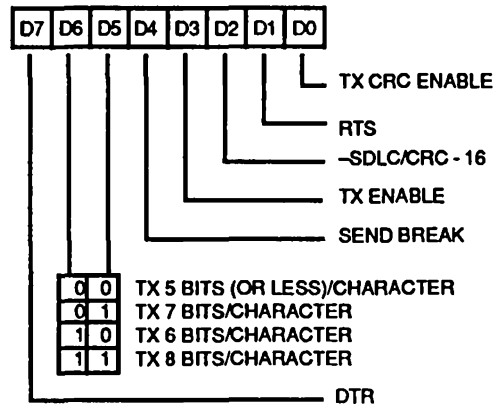 D7 D6 D5 D4 D3 D2 D1 D0
TX CRC ENABLE
RTS
–SDLC/CRC - 16
TX ENABLE
SEND BREAK
0 0 TX 5 BITS (OR LESS)/CHARACTER
0 1 TX 7 BITS/CHARACTER
1 0 TX 6 BITS/CHARACTER
1 1 TX 8 BITS/CHARACTER
DTR